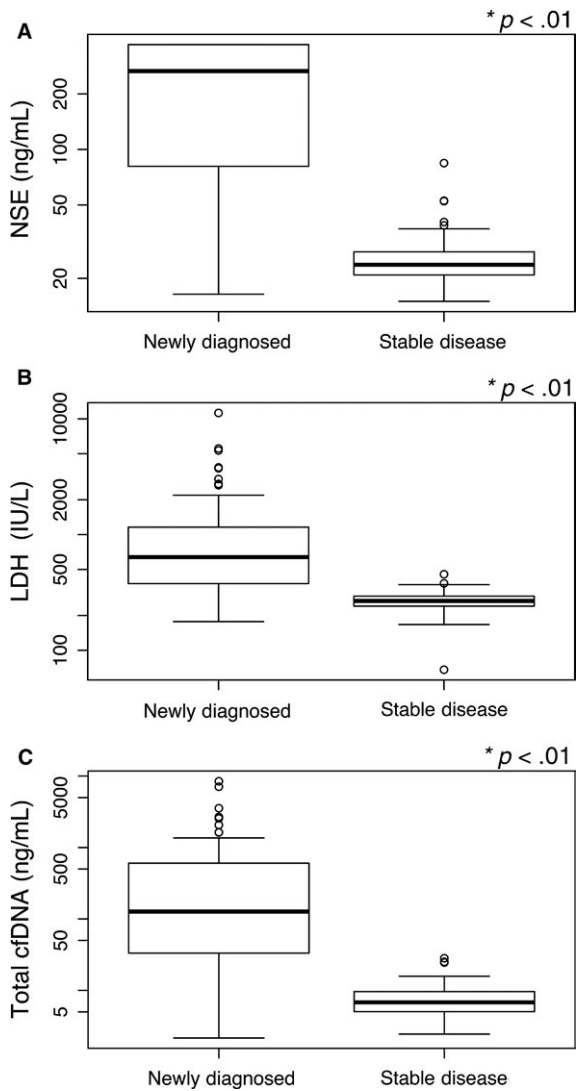 A
* p < .01
NSE (ng/mL)
200
100
50
20
Newly diagnosed
Stable disease
B
* p < .01
LDH (IU/L)
10000
2000
500
100
Newly diagnosed
Stable disease
C
* p < .01
Total cfDNA (ng/mL)
5000
500
50
5
Newly diagnosed
Stable disease